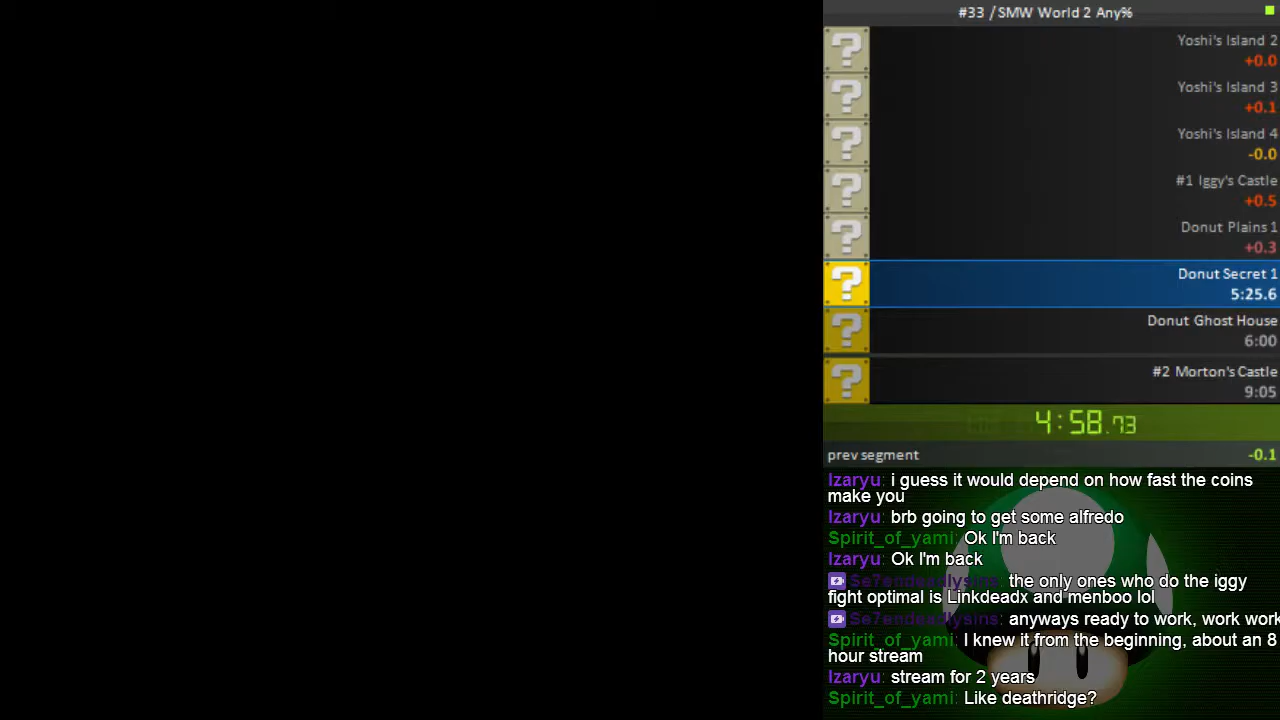 #33 / SMW World 2 Any%
Yoshi's Island 2
+0.0
Yoshi's Island 3
+0.1
Yoshi's Island 4
-0.0
#1 Iggy's Castle
+0.5
Donut Plains 1
+0.3
Donut Secret 1
5:25.6
Donut Ghost House
6:00
#2 Morton's Castle
9:05
4:58.73
prev segment -0.1
Izaryu: i guess it would depend on how fast the coins
make you
Izaryu: brb going to get some alfredo
Spirit_of_yami: Ok I'm back
Izaryu: Ok I'm back
Se7endeadlysins: the only ones who do the iggy
fight optimal is Linkdeadx and menboo lol
Se7endeadlysins: anyways ready to work, work work
Spirit_of_yami: I knew it from the beginning, about an 8
hour stream
Izaryu: stream for 2 years
Spirit_of_yami: Like deathridge?